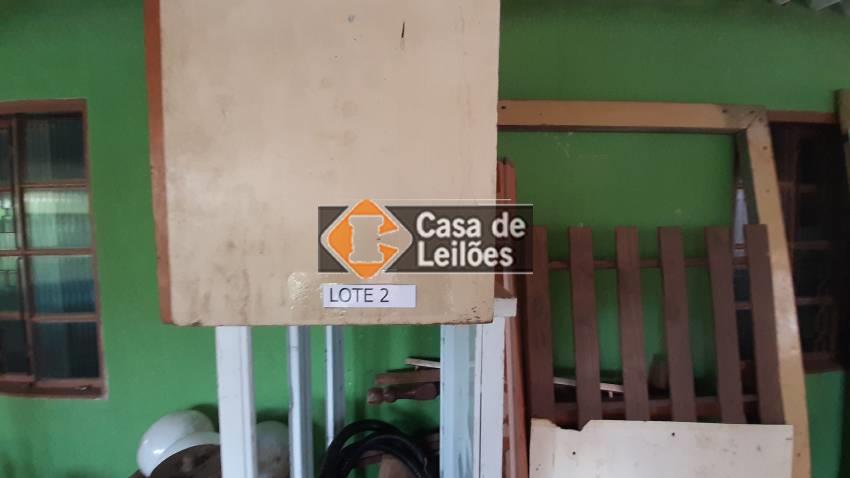 Casa de
Leilões
LOTE 2